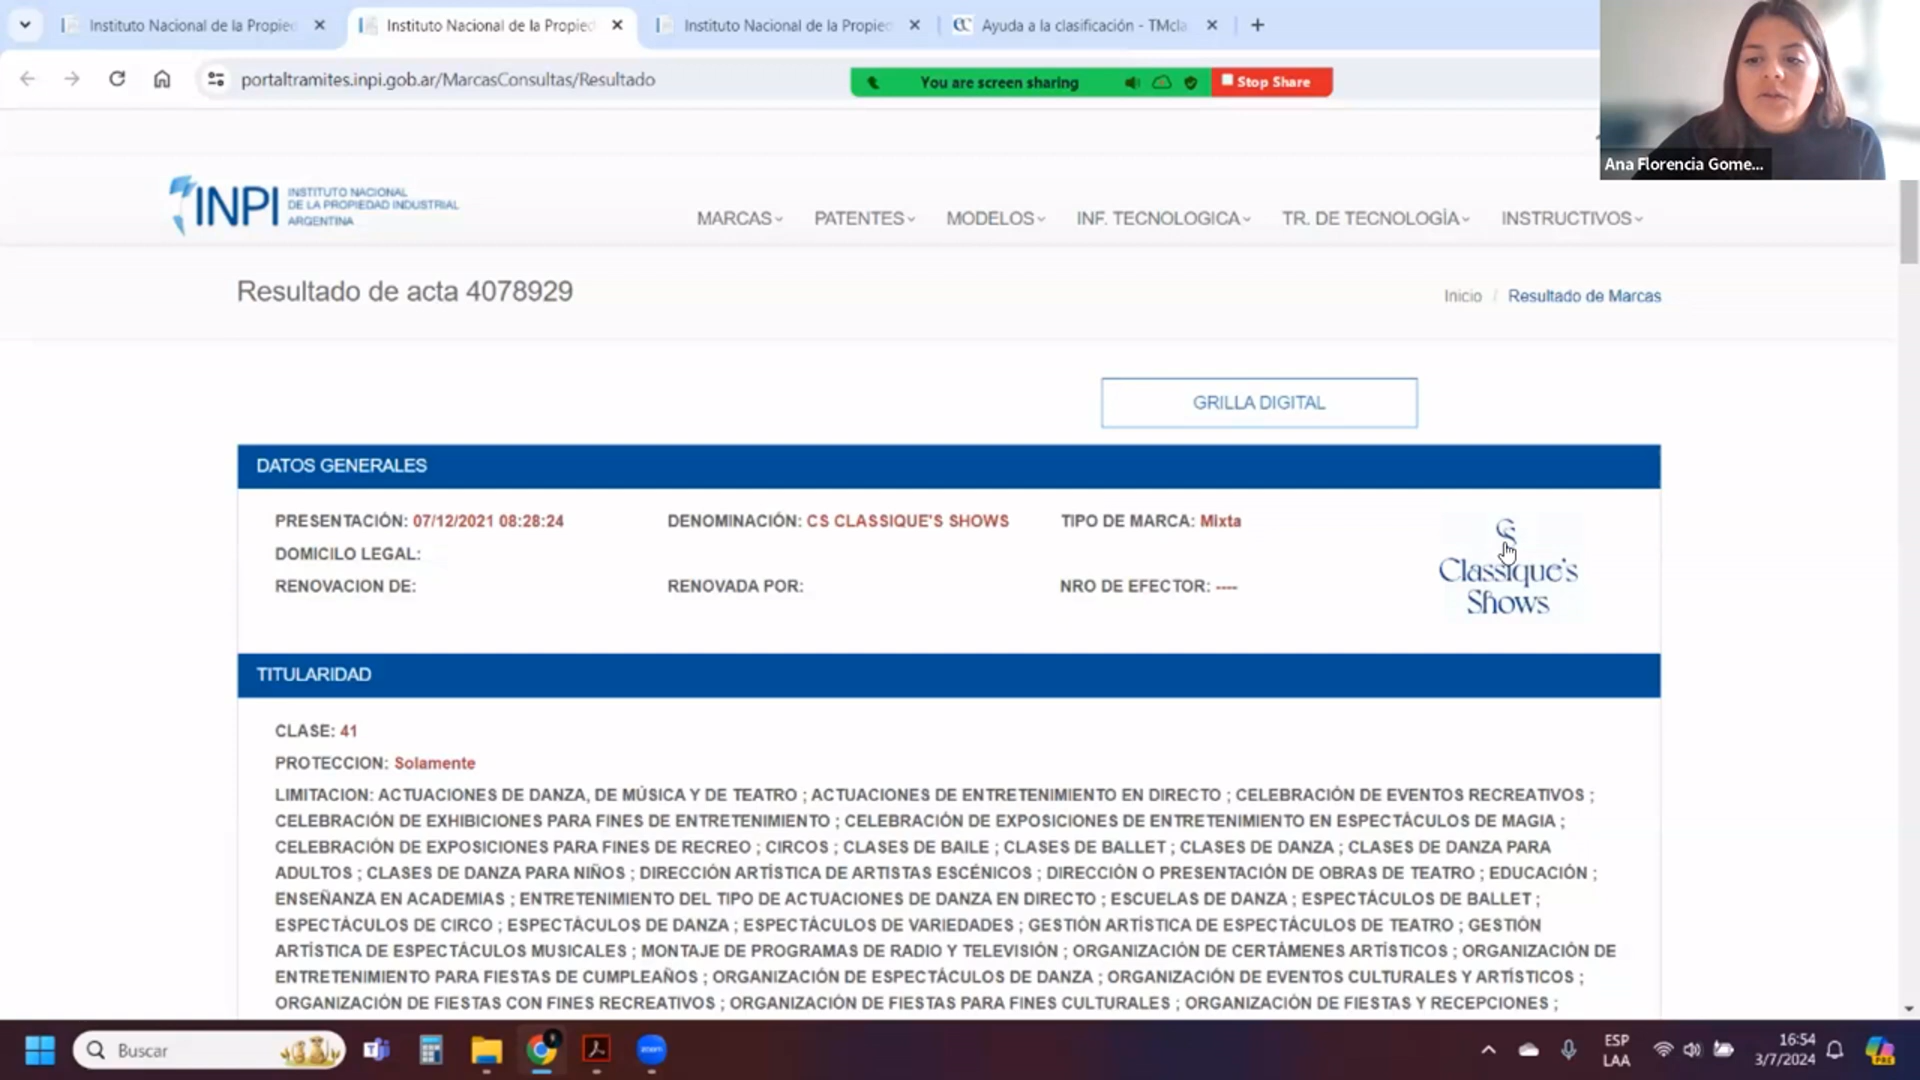 Instituto Nacional de la Propied
Instituto Nacional de la Propied
Instituto Nacional de la Propied
Ayuda a la clasificación - TMcla
portaltramites.inpi.gob.ar/MarcasConsultas/Resultado
You are screen sharing
Stop Share
Ana Florencia Gome...
INPI
INSTITUTO NACIONAL
DE LA PROPIEDAD INDUSTRIAL
ARGENTINA
MARCAS
PATENTES
MODELOS
INF. TECNOLOGICA
TR. DE TECNOLOGÍA
INSTRUCTIVOS
Resultado de acta 4078929
Inicio / Resultado de Marcas
GRILLA DIGITAL
DATOS GENERALES
PRESENTACIÓN: 07/12/2021 08:28:24
DENOMINACIÓN: CS CLASSIQUE'S SHOWS
TIPO DE MARCA: Mixta
DOMICILO LEGAL:
RENOVACION DE:
RENOVADA POR:
NRO DE EFECTOR: ----
CS
Classique's
Shows
TITULARIDAD
CLASE: 41
PROTECCION: Solamente
LIMITACION: ACTUACIONES DE DANZA, DE MÚSICA Y DE TEATRO ; ACTUACIONES DE ENTRETENIMIENTO EN DIRECTO ; CELEBRACIÓN DE EVENTOS RECREATIVOS ;
CELEBRACIÓN DE EXHIBICIONES PARA FINES DE ENTRETENIMIENTO ; CELEBRACIÓN DE EXPOSICIONES DE ENTRETENIMIENTO EN ESPECTÁCULOS DE MAGIA ;
CELEBRACIÓN DE EXPOSICIONES PARA FINES DE RECREO ; CIRCOS ; CLASES DE BAILE ; CLASES DE BALLET ; CLASES DE DANZA ; CLASES DE DANZA PARA
ADULTOS ; CLASES DE DANZA PARA NIÑOS ; DIRECCIÓN ARTÍSTICA DE ARTISTAS ESCÉNICOS ; DIRECCIÓN O PRESENTACIÓN DE OBRAS DE TEATRO ; EDUCACIÓN ;
ENSEÑANZA EN ACADEMIAS ; ENTRETENIMIENTO DEL TIPO DE ACTUACIONES DE DANZA EN DIRECTO ; ESCUELAS DE DANZA ; ESPECTÁCULOS DE BALLET ;
ESPECTÁCULOS DE CIRCO ; ESPECTÁCULOS DE DANZA ; ESPECTÁCULOS DE VARIEDADES ; GESTIÓN ARTÍSTICA DE ESPECTÁCULOS DE TEATRO ; GESTIÓN
ARTÍSTICA DE ESPECTÁCULOS MUSICALES ; MONTAJE DE PROGRAMAS DE RADIO Y TELEVISIÓN ; ORGANIZACIÓN DE CERTÁMENES ARTÍSTICOS ; ORGANIZACIÓN DE
ENTRETENIMIENTO PARA FIESTAS DE CUMPLEAÑOS ; ORGANIZACIÓN DE ESPECTÁCULOS DE DANZA ; ORGANIZACIÓN DE EVENTOS CULTURALES Y ARTÍSTICOS ;
ORGANIZACIÓN DE FIESTAS CON FINES RECREATIVOS ; ORGANIZACIÓN DE FIESTAS PARA FINES CULTURALES ; ORGANIZACIÓN DE FIESTAS Y RECEPCIONES ;
Buscar
zoom
ESP
LAA
16:54
3/7/2024
PRE